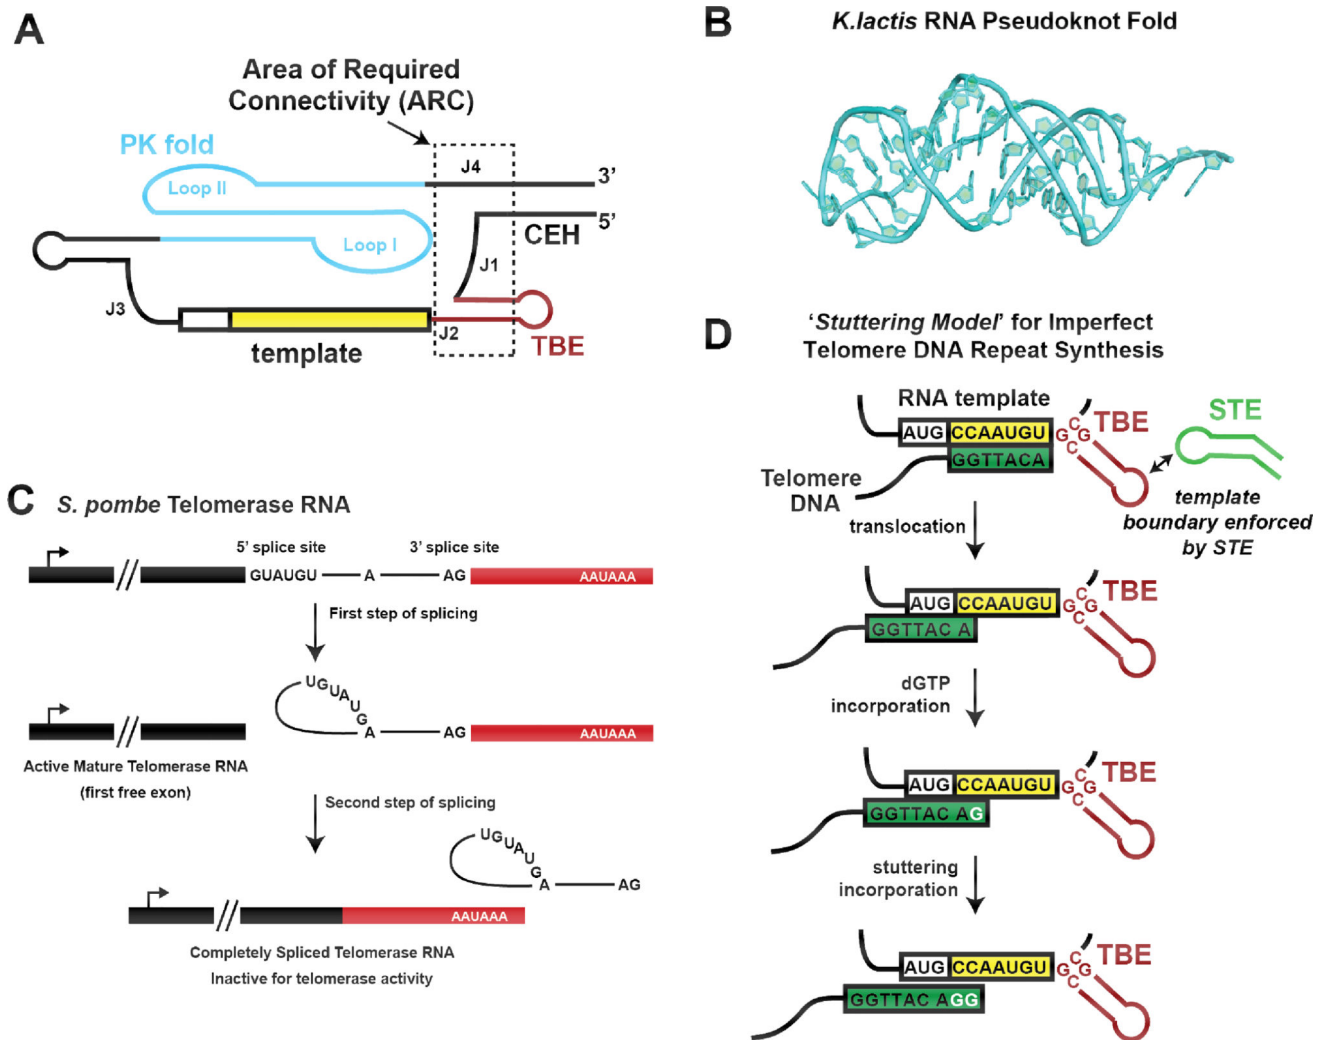 A
Area of Required
Connectivity (ARC)
PK fold
Loop II
J4
3’
5’
CEH
Loop I
J1
J3
J2
template
TBE
B
K.lactis RNA Pseudoknot Fold
C
S. pombe Telomerase RNA
5’ splice site
3’ splice site
GUAUGU
A
AG
AAUAAA
First step of splicing
UGUAUG
A
AG
AAUAAA
Active Mature Telomerase RNA
(first free exon)
Second step of splicing
UGUAUG
A
AG
AAUAAA
Completely Spliced Telomerase RNA
Inactive for telomerase activity
D
‘Stuttering Model’ for Imperfect
Telomere DNA Repeat Synthesis
RNA template
AUG CCAAUGU
GCGC
TBE
STE
GGTTACA
Telomere
DNA
template
boundary enforced
by STE
translocation
AUG CCAAUGU
GCGC
TBE
GGTTAC A
dGTP
incorporation
AUG CCAAUGU
GCGC
TBE
GGTTAC AG
stuttering
incorporation
AUG CCAAUGU
GCGC
TBE
GGTTAC AGG